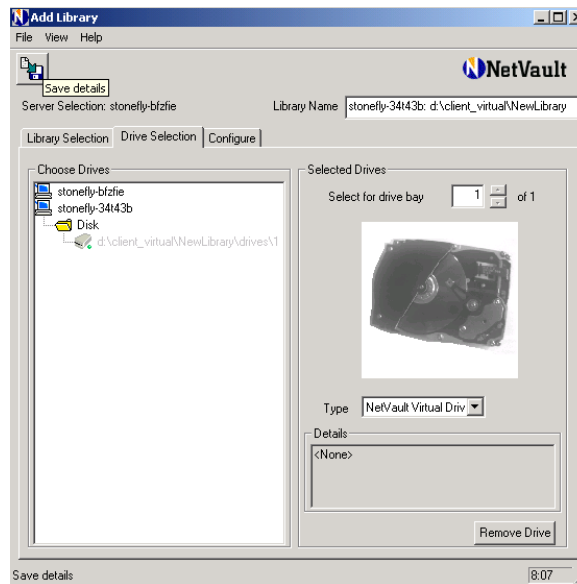 Add Library
File View Help
Save details
NetVault
Server Selection: stonefly-bfzfie
Library Name stonefly-34t43b: d:\client_virtual\NewLibrary
Library Selection Drive Selection Configure
Choose Drives
stonefly-bfzfie
stonefly-34t43b
Disk
d:\client_virtual\NewLibrary\drives\1
Selected Drives
Select for drive bay 1 of 1
Type NetVault Virtual Driv
Details
<None>
Remove Drive
Save details
8:07